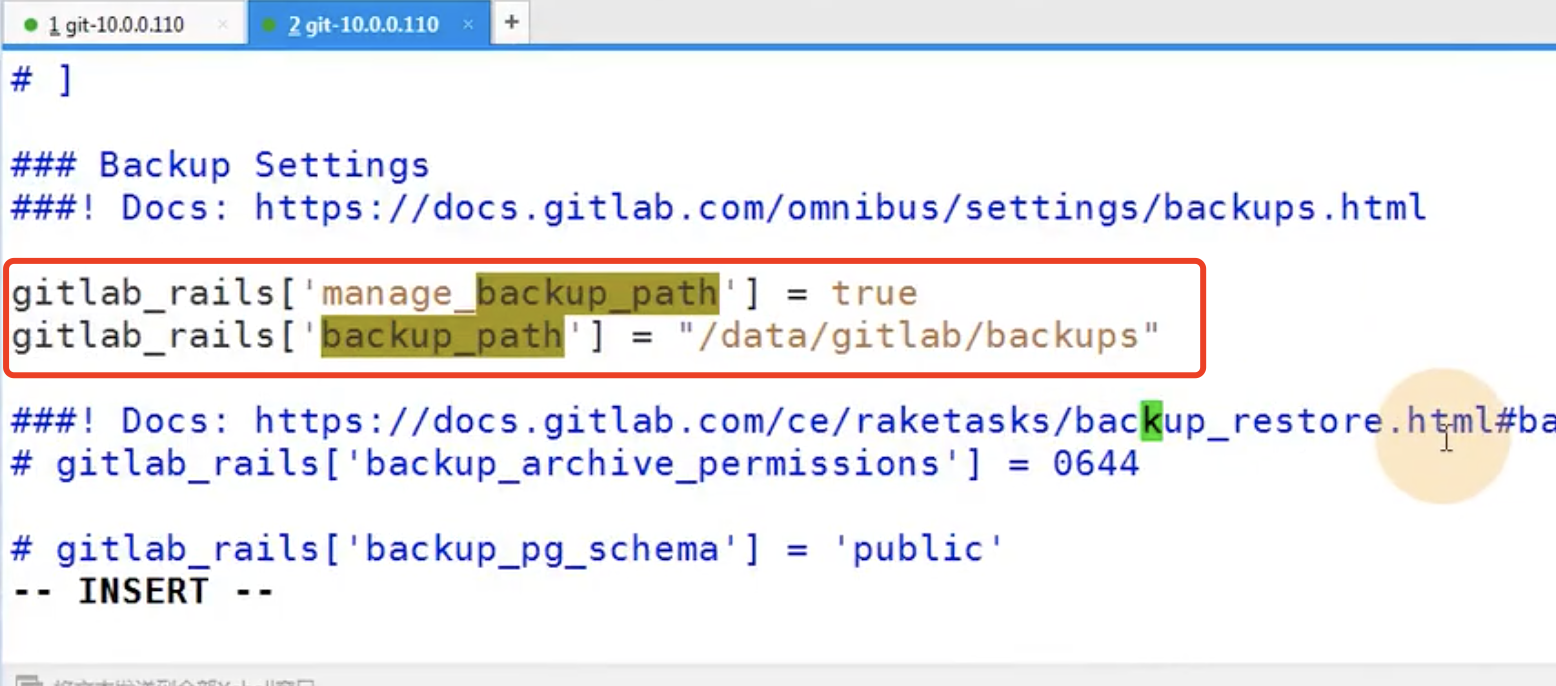 1 git-10.0.0.110 × 2 git-10.0.0.110 × +
# ]
### Backup Settings
###! Docs: https://docs.gitlab.com/omnibus/settings/backups.html
gitlab_rails['manage_backup_path'] = true
gitlab_rails['backup_path'] = "/data/gitlab/backups"
###! Docs: https://docs.gitlab.com/ce/raketasks/backup_restore.html#ba
# gitlab_rails['backup_archive_permissions'] = 0644
# gitlab_rails['backup_pg_schema'] = 'public'
-- INSERT --